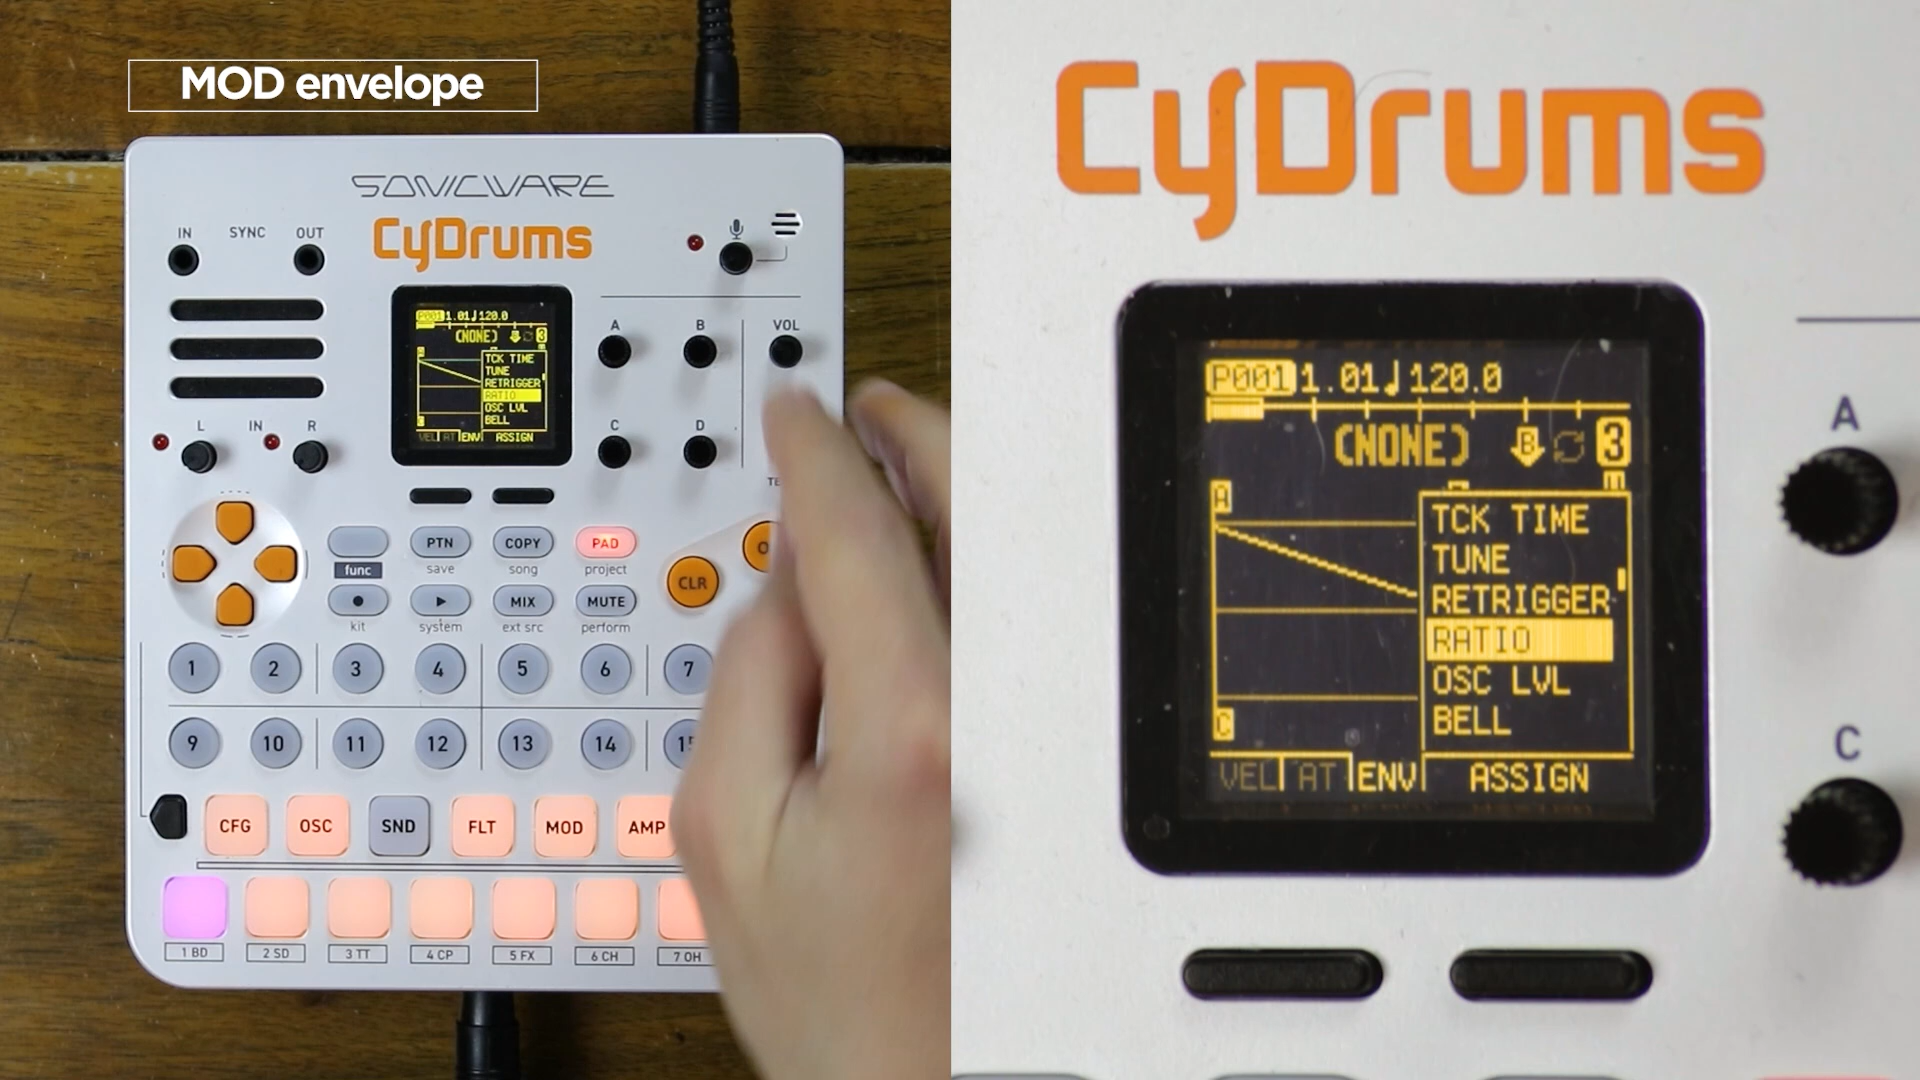 MOD envelope
SONICWARE
CyDrums
IN SYNC OUT
P001 1.01 120.0
(NONE) B 3
A
TCK TIME
TUNE
RETRIGGER
RATIO
OSC LVL
BELL
VEL AT ENV ASSIGN
A B VOL
C D
L IN R
PTN COPY PAD
func save song project
CLR
MIX MUTE
kit system ext src perform
1 2 3 4 5 6 7
9 10 11 12 13 14
CFG OSC SND FLT MOD AMP
1 BD 2 SD 3 TT 4 CP 5 FX 6 CH 7 OH
CyDrums
P001 1.01 120.0
(NONE) B 3
A
TCK TIME
TUNE
RETRIGGER
RATIO
OSC LVL
BELL
C
VEL AT ENV ASSIGN
A
C